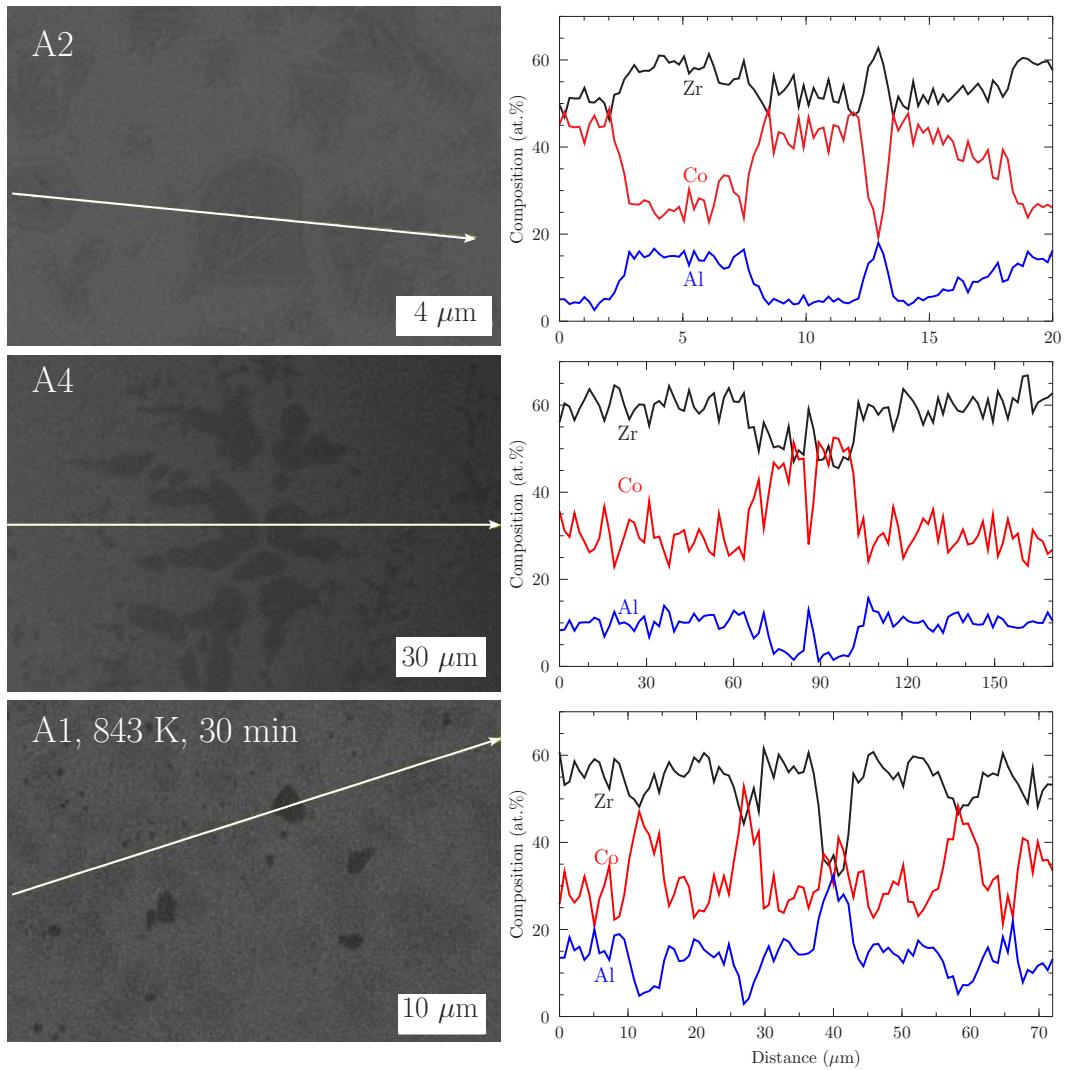 A2
4 μm
Composition (at.%)
60
40
20
0
Zr
Co
Al
0 5 10 15 20
A4
30 μm
Composition (at.%)
60
40
20
0
Zr
Co
Al
0 30 60 90 120 150
A1, 843 K, 30 min
10 μm
Composition (at.%)
60
40
20
0
Zr
Co
Al
0 10 20 30 40 50 60 70
Distance (μm)